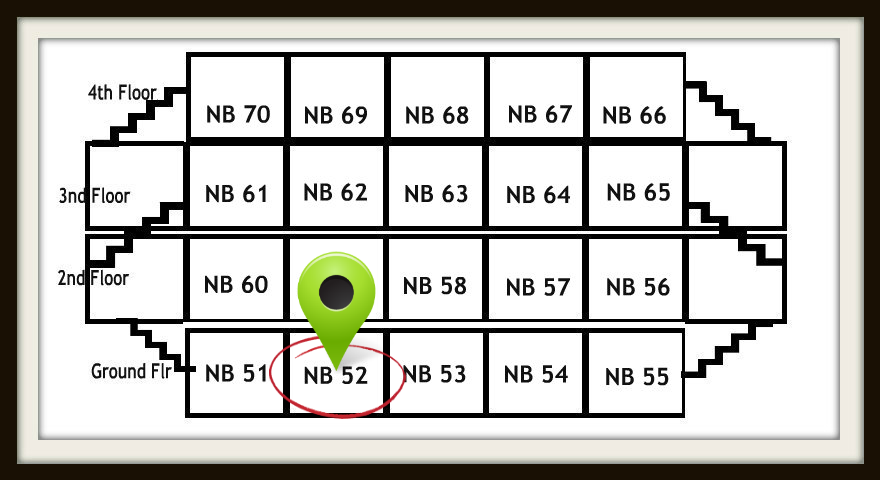 4th Floor
NB 70 NB 69 NB 68 NB 67 NB 66
3nd Floor
NB 61 NB 62 NB 63 NB 64 NB 65
2nd Floor
NB 60 NB 58 NB 57 NB 56
Ground Flr
NB 51 NB 52 NB 53 NB 54 NB 55